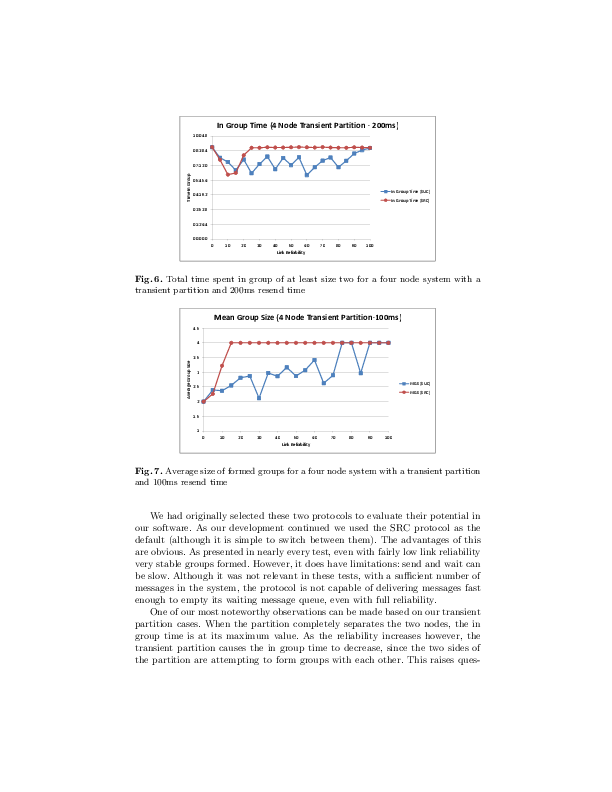 In Group Time (4 Node Transient Partition - 200ms)
Time in Group
0 10 20 30 40 50 60 70 80 90 100
Link Reliability
In Group Time (SUC)
In Group Time (SRC)
Fig. 6. Total time spent in group of at least size two for a four node system with a
transient partition and 200ms resend time
Mean Group Size (4 Node Transient Partition-100ms)
4.5
4
3.5
3
2.5
2
1.5
1
Average Group Size
0 10 20 30 40 50 60 70 80 90 100
Link Reliability
MGS (SUC)
MGS (SRC)
Fig. 7. Average size of formed groups for a four node system with a transient partition
and 100ms resend time
We had originally selected these two protocols to evaluate their potential in
our software. As our development continued we used the SRC protocol as the
default (although it is simple to switch between them). The advantages of this
are obvious. As presented in nearly every test, even with fairly low link reliability
very stable groups formed. However, it does have limitations: send and wait can
be slow. Although it was not relevant in these tests, with a sufficient number of
messages in the system, the protocol is not capable of delivering messages fast
enough to empty its waiting message queue, even with full reliability.
One of our most noteworthy observations can be made based on our transient
partition cases. When the partition completely separates the two nodes, the in
group time is at its maximum value. As the reliability increases however, the
transient partition causes the in group time to decrease, since the two sides of
the partition are attempting to form groups with each other. This raises ques-